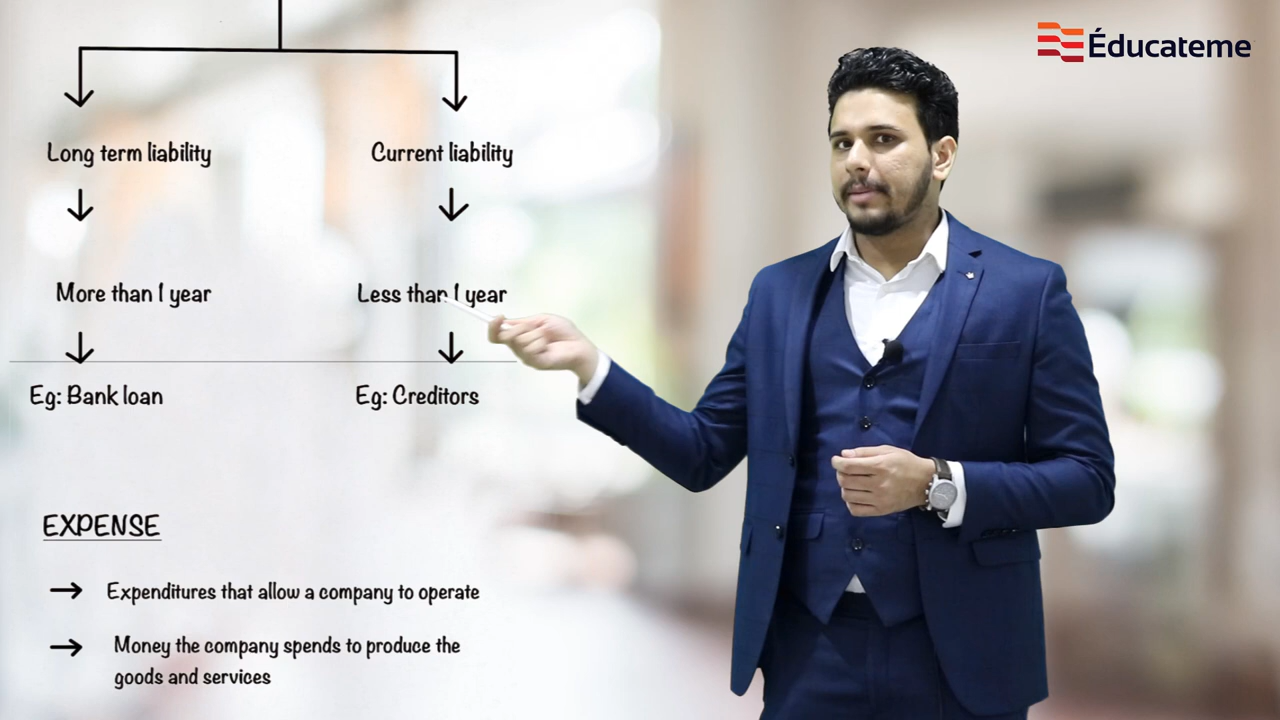 Éducateme
Long term liability
Current liability
More than 1 year
Less than 1 year
Eg: Bank loan
Eg: Creditors
EXPENSE
Expenditures that allow a company to operate
Money the company spends to produce the
goods and services